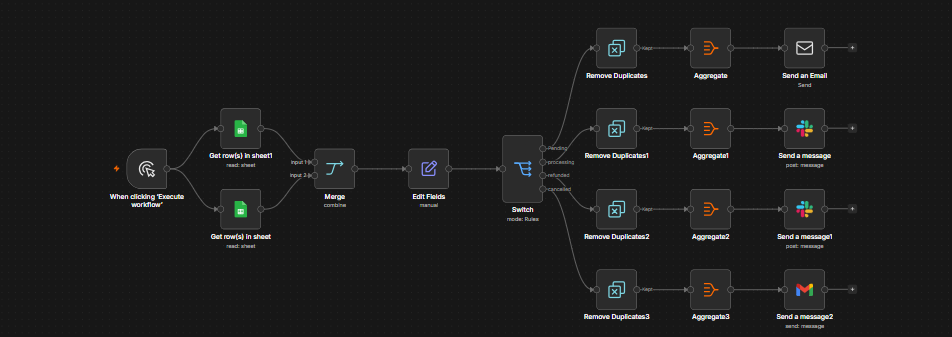 Remove Duplicates
Aggregate
Send an Email
Send
Get row(s) in sheet1
read: sheet
Remove Duplicates1
Aggregate1
Send a message
post: message
Input 1
Input 2
Pending
processing
refunded
cancelled
When clicking ‘Execute
workflow’
Merge
combine
Edit Fields
manual
Switch
mode: Rules
Get row(s) in sheet
read: sheet
Remove Duplicates2
Aggregate2
Send a message1
post: message
Remove Duplicates3
Aggregate3
Send a message2
send: message